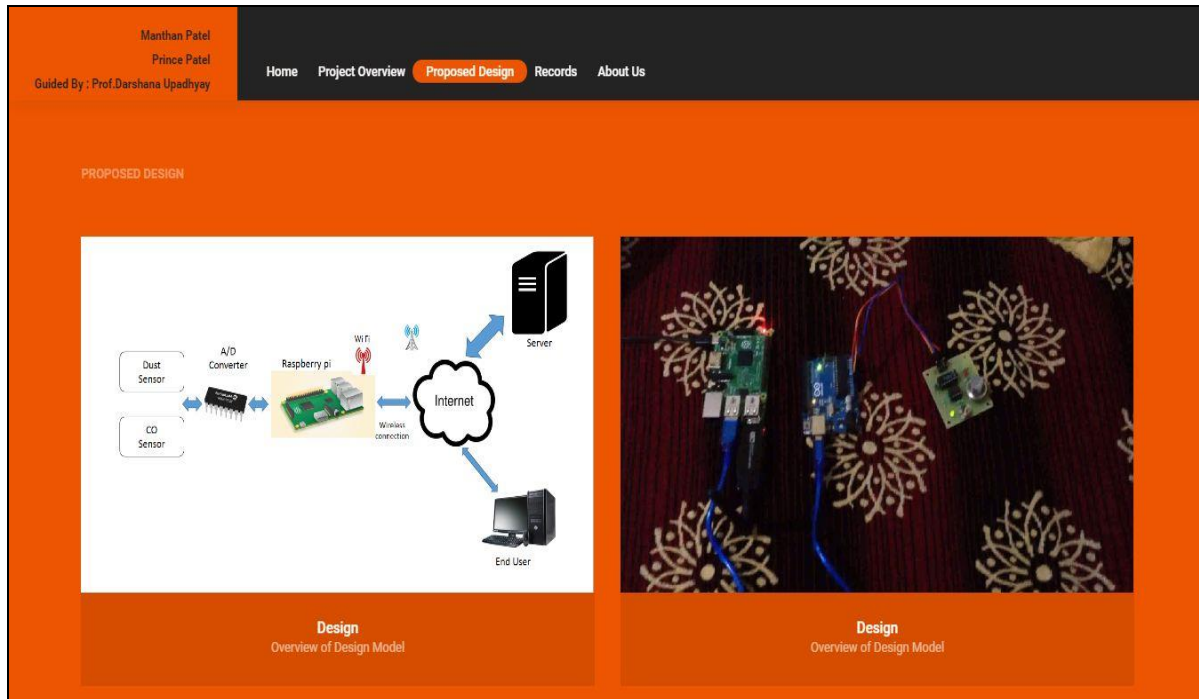 Manthan Patel
Prince Patel
Guided By : Prof.Darshana Upadhyay
Home Project Overview Proposed Design Records About Us
PROPOSED DESIGN
Server
Wi Fi
A/D
Converter
Raspberry pi
Dust
Sensor
Internet
CO
Sensor
Wireless
connection
End User
Design
Overview of Design Model
Design
Overview of Design Model